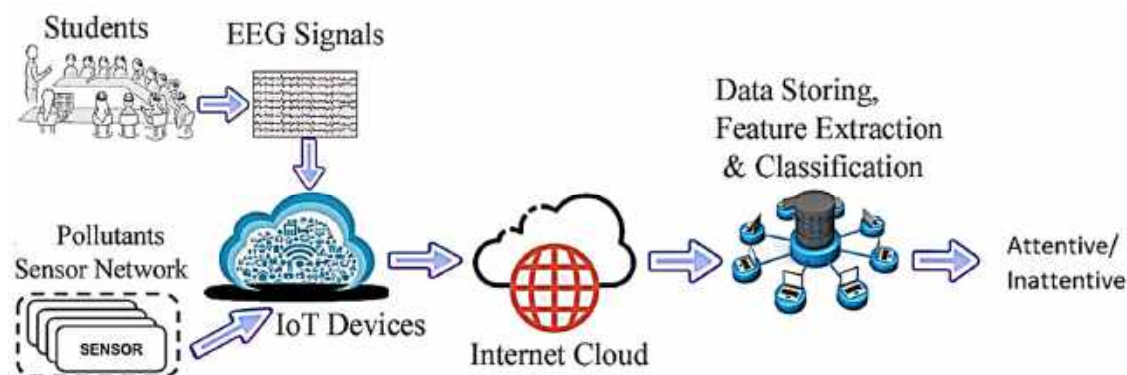 Students
EEG Signals
Data Storing,
Feature Extraction
& Classification
Pollutants
Sensor Network
SENSOR
IoT Devices
Internet Cloud
Attentive/
Inattentive